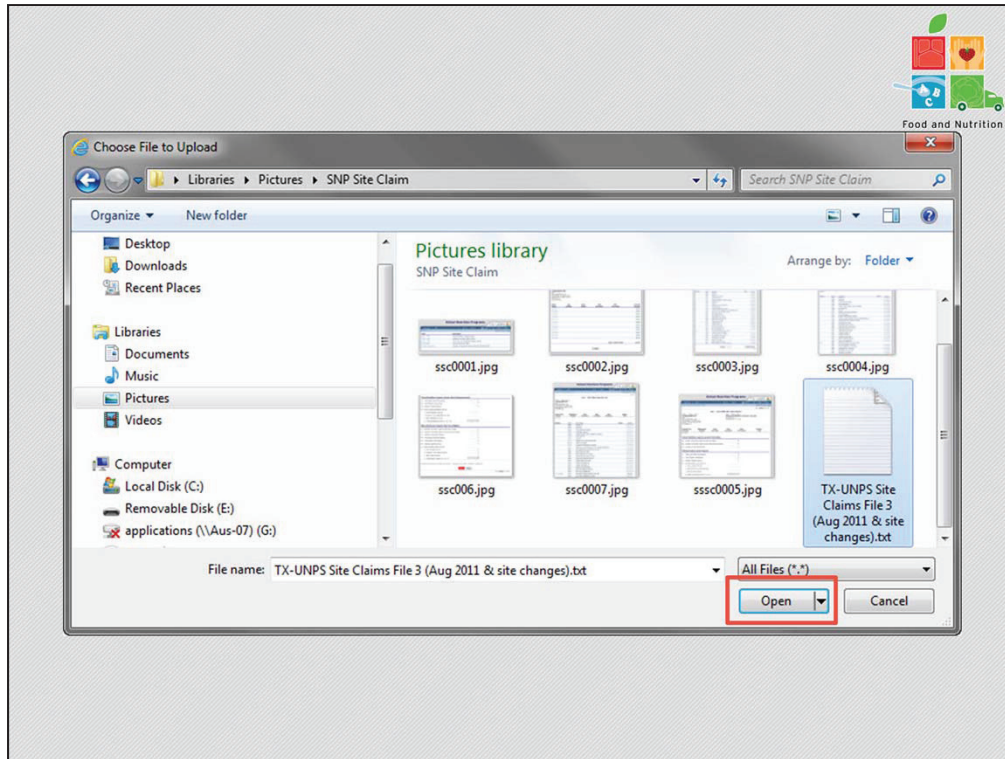 Food and Nutrition
Choose File to Upload
Libraries Pictures SNP Site Claim
Search SNP Site Claim
Organize New folder
Desktop
Downloads
Recent Places
Libraries
Documents
Music
Pictures
Videos
Computer
Local Disk (C:)
Removable Disk (E:)
applications (\\Aus-07) (G:)
Pictures library
SNP Site Claim
Arrange by: Folder
ssc0001.jpg ssc0002.jpg ssc0003.jpg ssc0004.jpg
ssc006.jpg ssc0007.jpg sssc0005.jpg TX-UNPS Site
Claims File 3
(Aug 2011 & site
changes).txt
File name: TX-UNPS Site Claims File 3 (Aug 2011 & site changes).txt All Files (*.*)
Open Cancel